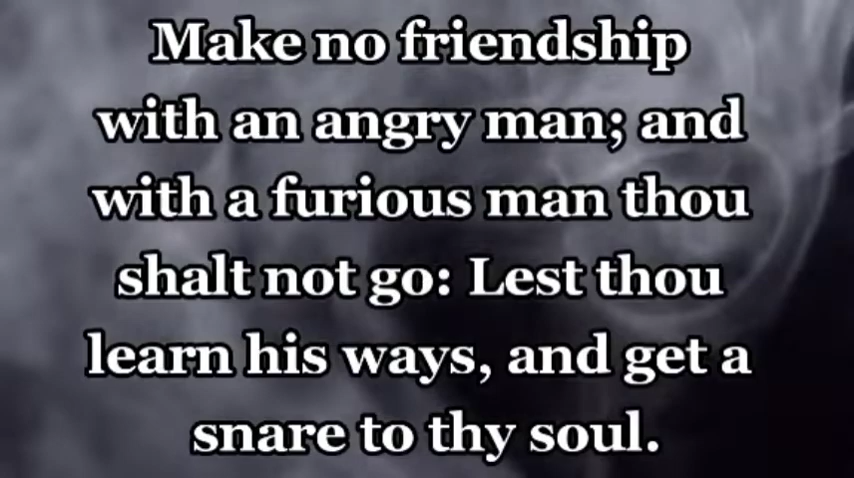 Make no friendship
with an angry man; and
with a furious man thou
shalt not go: Lest thou
learn his ways, and get a
snare to thy soul.